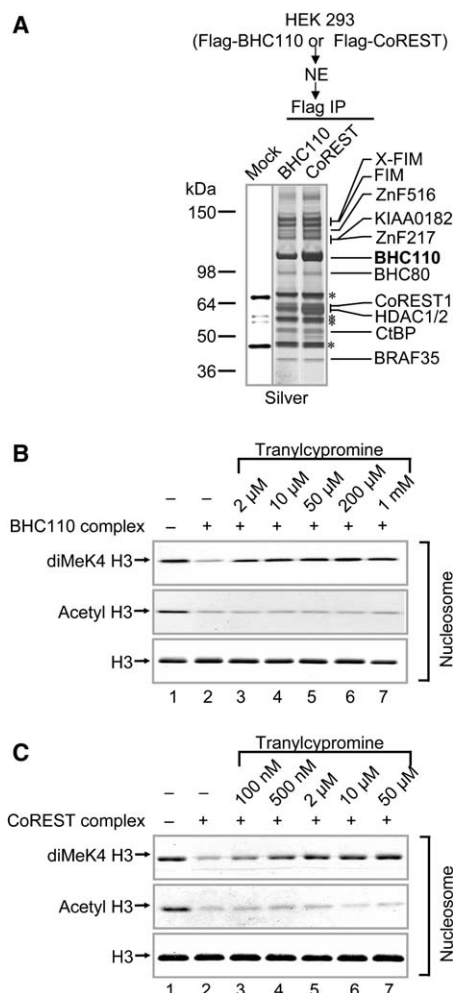 A
HEK 293
(Flag-BHC110 or Flag-CoREST)
NE
Flag IP
Mock
BHC110
CoREST
kDa
150
98
64
50
36
X-FIM
FIM
ZnF516
KIAA0182
ZnF217
BHC110
BHC80
*
CoREST1
HDAC1/2
*
CtBP
*
BRAF35
Silver
B
Tranylcypromine
– – 2 µM 10 µM 50 µM 200 µM 1 mM
BHC110 complex – + + + + + +
diMeK4 H3
Acetyl H3
H3
1 2 3 4 5 6 7
Nucleosome
C
Tranylcypromine
– – 100 nM 500 nM 2 µM 10 µM 50 µM
CoREST complex – + + + + + +
diMeK4 H3
Acetyl H3
H3
1 2 3 4 5 6 7
Nucleosome